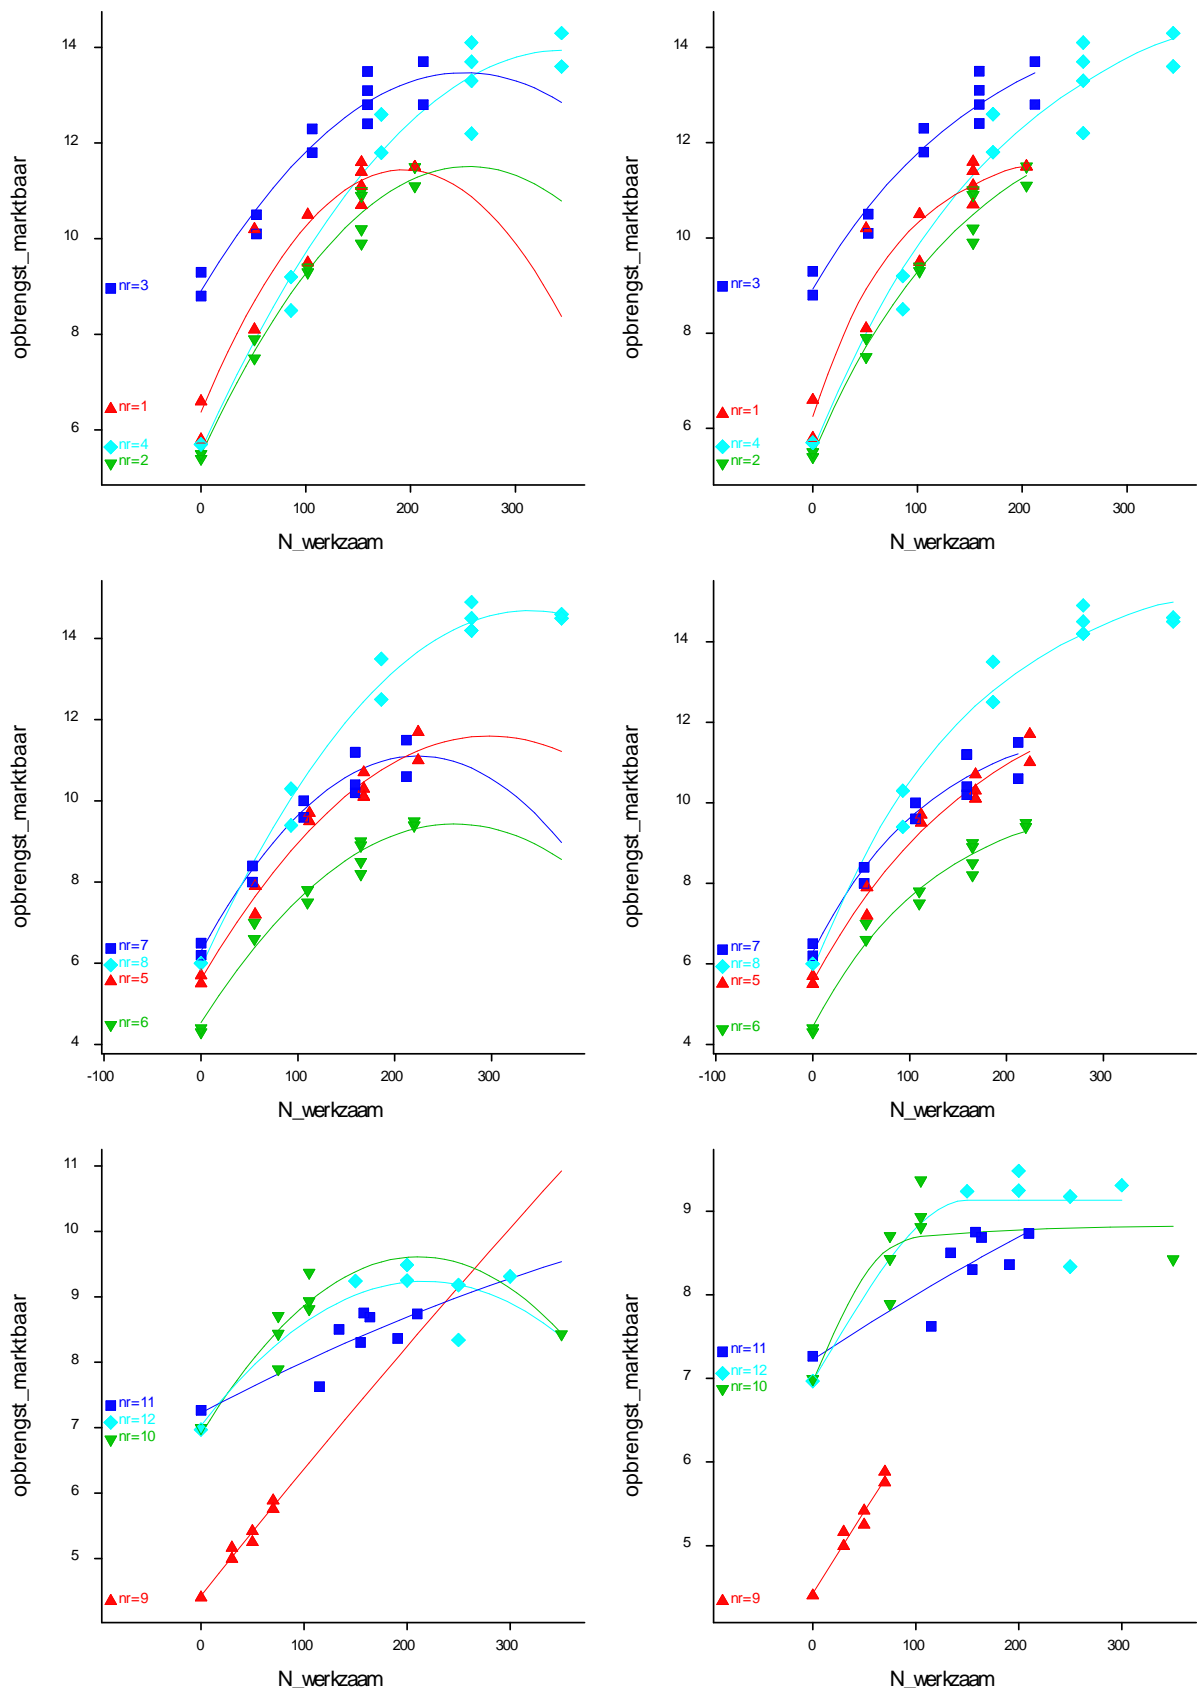 14
12
10
8
6
opbrengst_marktbaar
nr=3
nr=1
nr=4
nr=2
0 100 200 300
N_werkzaam
14
12
10
8
6
opbrengst_marktbaar
nr=3
nr=1
nr=4
nr=2
0 100 200 300
N_werkzaam
14
12
10
8
6
4
opbrengst_marktbaar
nr=7
nr=8
nr=5
nr=6
-100 0 100 200 300
N_werkzaam
14
12
10
8
6
4
opbrengst_marktbaar
nr=7
nr=8
nr=5
nr=6
-100 0 100 200 300
N_werkzaam
11
10
9
8
7
6
5
opbrengst_marktbaar
nr=11
nr=12
nr=10
nr=9
0 100 200 300
N_werkzaam
9
8
7
6
5
opbrengst_marktbaar
nr=11
nr=12
nr=10
nr=9
0 100 200 300
N_werkzaam